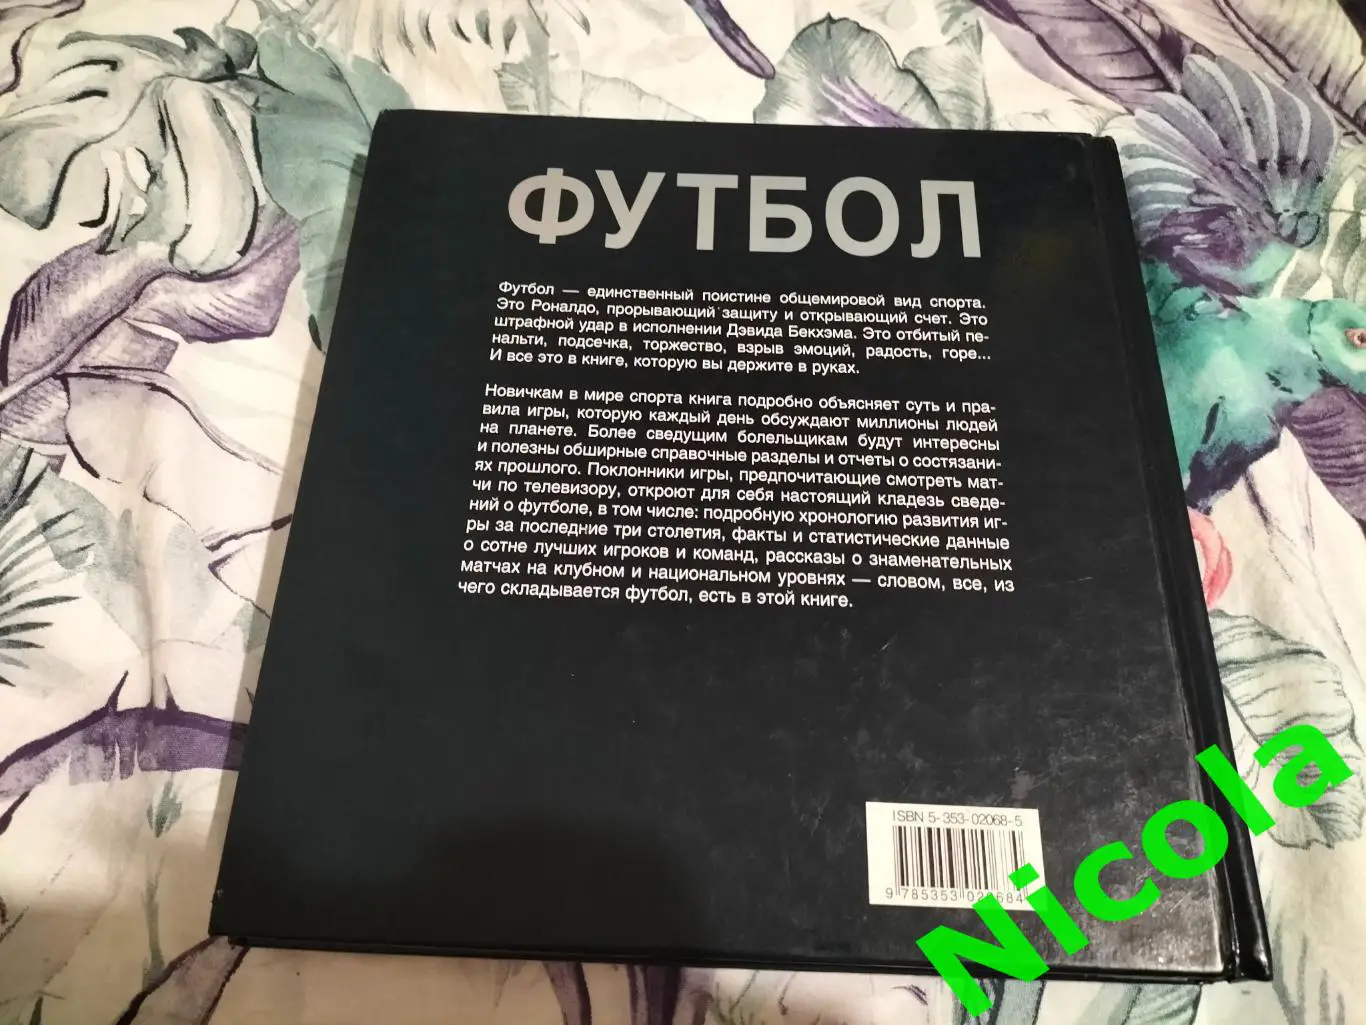 ФУТБОЛ
Футбол — единственный поистине общемировой вид спорта.
Это Роналдо, прорывающий защиту и открывающий счет. Это
штрафной удар в исполнении Дэвида Бекхэма. Это отбитый пе-
нальти, подсечка, торжество, взрыв эмоций, радость, горе...
И все это в книге, которую вы держите в руках.
Новичкам в мире спорта книга подробно объясняет суть и пра-
вила игры, которую каждый день обсуждают миллионы людей
на планете. Более сведущим болельщикам будут интересны
и полезны обширные справочные разделы и отчеты о состязани-
ях прошлого. Поклонники игры, предпочитающие смотреть мат-
чи по телевизору, откроют для себя настоящий кладезь сведе-
ний о футболе, в том числе: подробную хронологию развития иг-
ры за последние три столетия, факты и статистические данные
о сотне лучших игроков и команд, рассказы о знаменательных
матчах на клубном и национальном уровнях — словом, все, из
чего складывается футбол, есть в этой книге.
ISBN 5-353-02068-5
9 785353 020684
Nicola